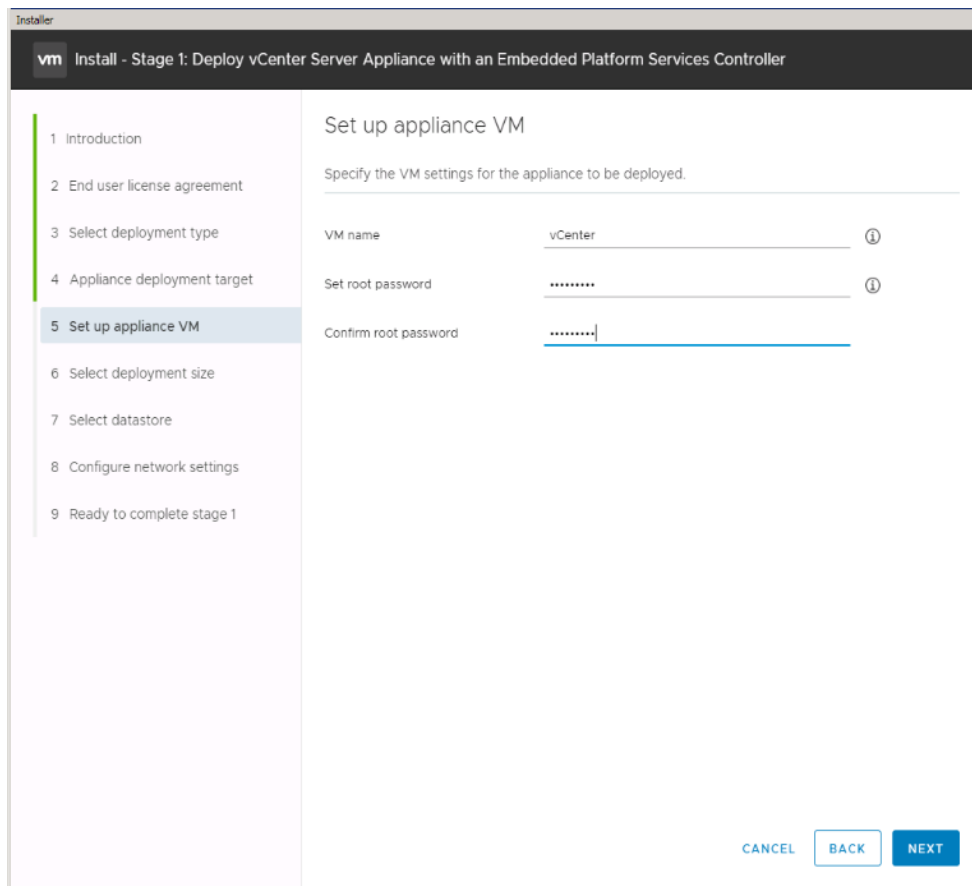 Installer
vm Install - Stage 1: Deploy vCenter Server Appliance with an Embedded Platform Services Controller
1 Introduction
2 End user license agreement
3 Select deployment type
4 Appliance deployment target
5 Set up appliance VM
6 Select deployment size
7 Select datastore
8 Configure network settings
9 Ready to complete stage 1
Set up appliance VM
Specify the VM settings for the appliance to be deployed.
VM name vCenter
Set root password •••••••••
Confirm root password •••••••••
CANCEL BACK NEXT